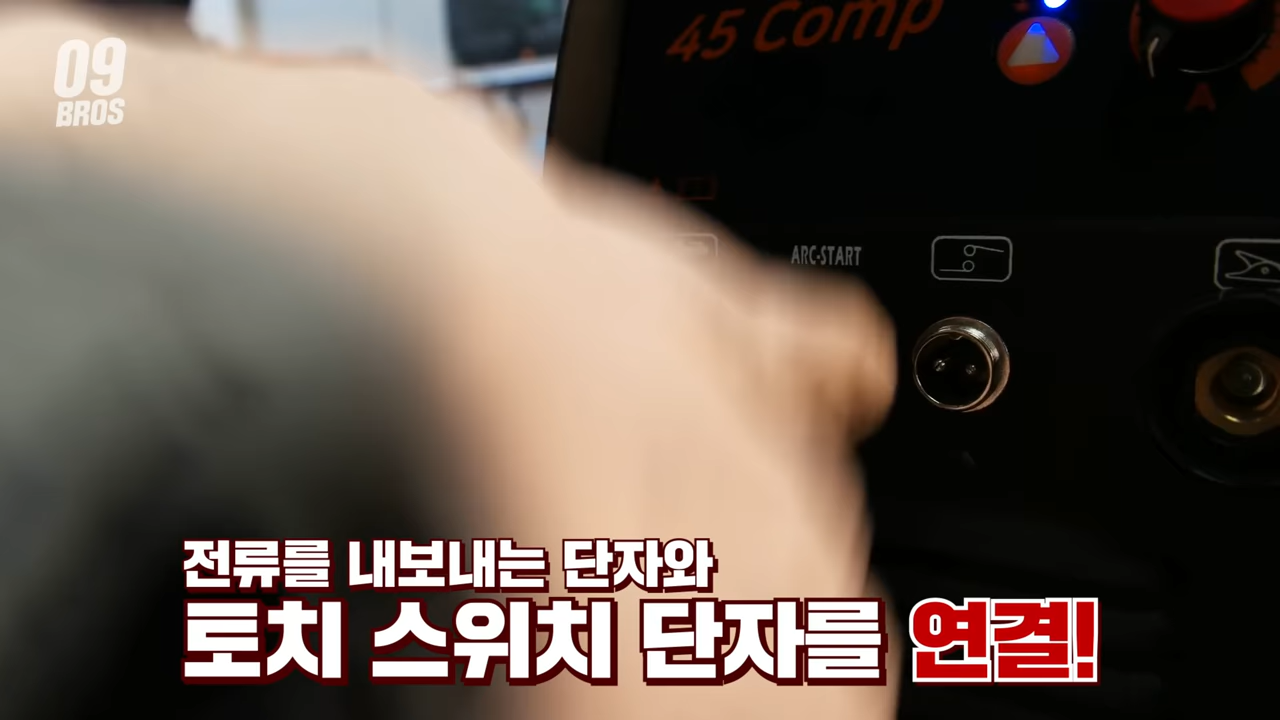 09
BROS
45 Comp
A
ARC-START
전류를 내보내는 단자와
토치 스위치 단자를 연결!